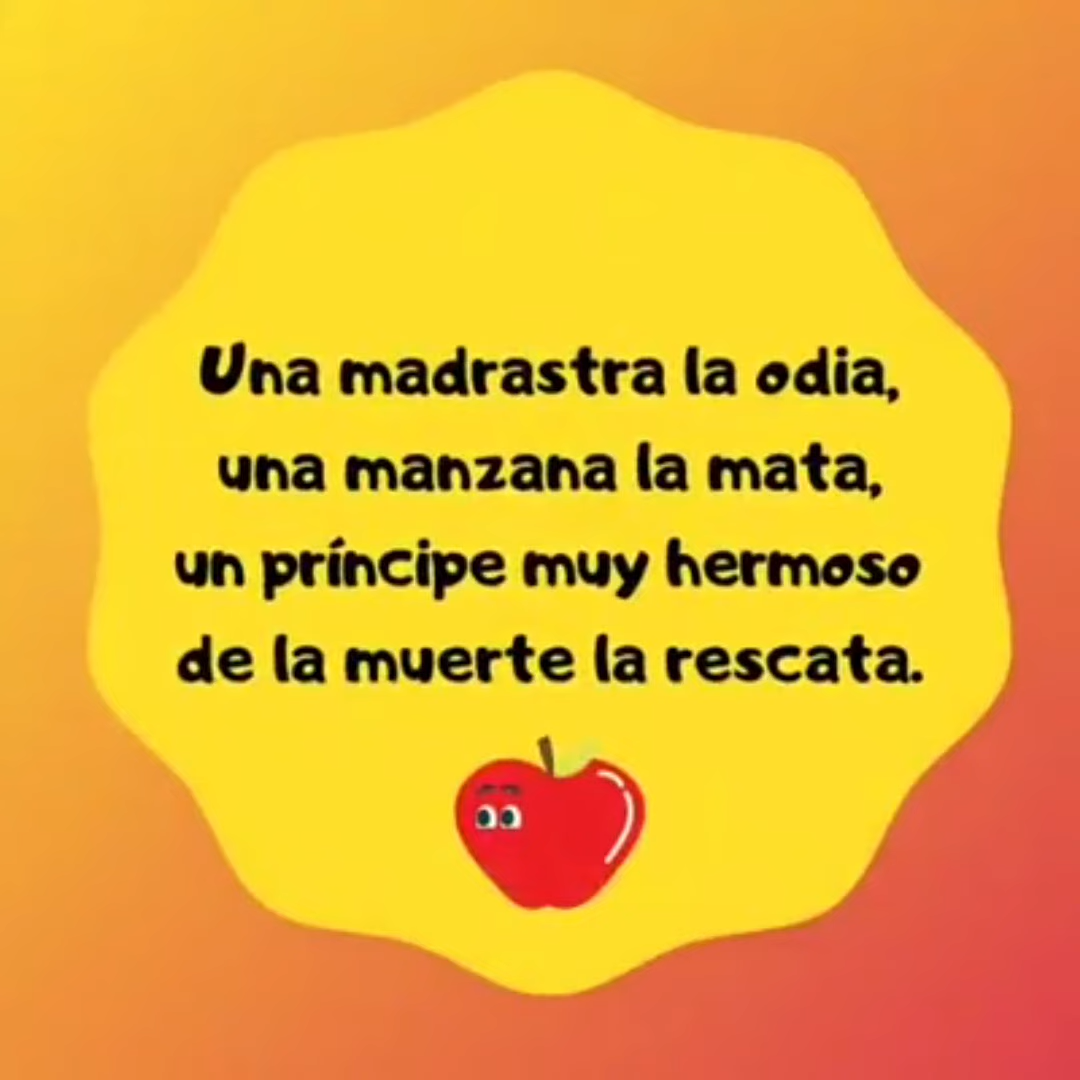 Una madrastra la odia,
una manzana la mata,
un príncipe muy hermoso
de la muerte la rescata.